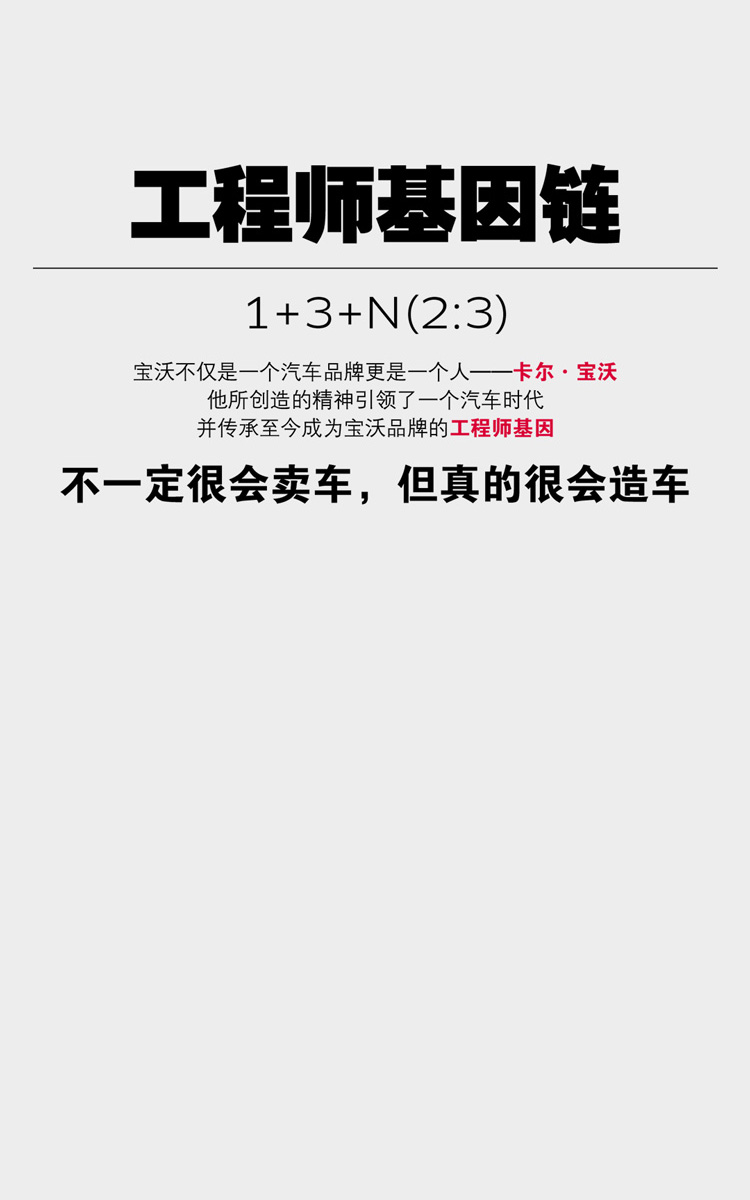 工程师基因链
1+3+N(2:3)
宝沃不仅是一个汽车品牌更是一个人——卡尔·宝沃
他所创造的精神引领了一个汽车时代
并传承至今成为宝沃品牌的工程师基因
不一定很会卖车，但真的很会造车